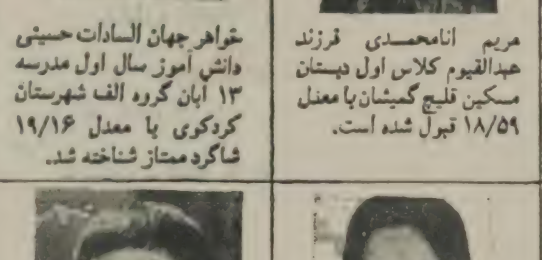 مریم انامحمدی فرزند
عبدالقیوم کلاس اول دبستان
مسکین قلیچ گمیشان با معدل
۱۸/۵۹ قبول شده است.
خواهر جهان السادات حسینی
دانش آموز سال اول مدرسه
۱۳ آبان گروه الف شهرستان
کردکوی با معدل ۱۹/۱۶
شاگرد ممتاز شناخته شد.